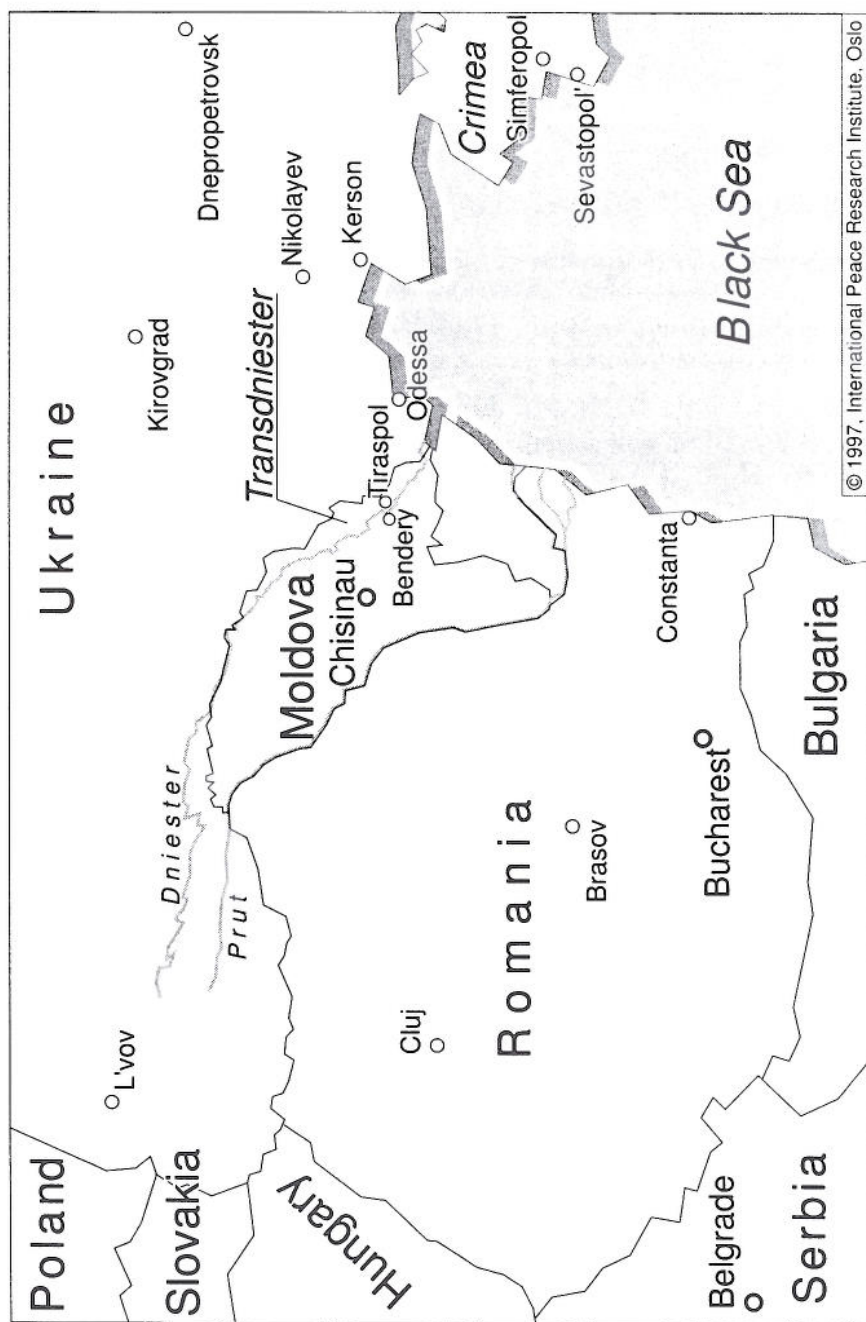 Poland
Slovakia
Hungary
Belgrade
Serbia
L'vov
Ukraine
Dniester
Prut
Cluj
Romania
Brasov
Bucharest
Bulgaria
Constanta
Moldova
Chisinau
Bendery
Tiraspol
Transdniester
Odessa
Kirovgrad
Nikolayev
Kerson
Dnepropetrovsk
Crimea
Simferopol
Sevastopol'
Black Sea
© 1997, International Peace Research Institute, Oslo